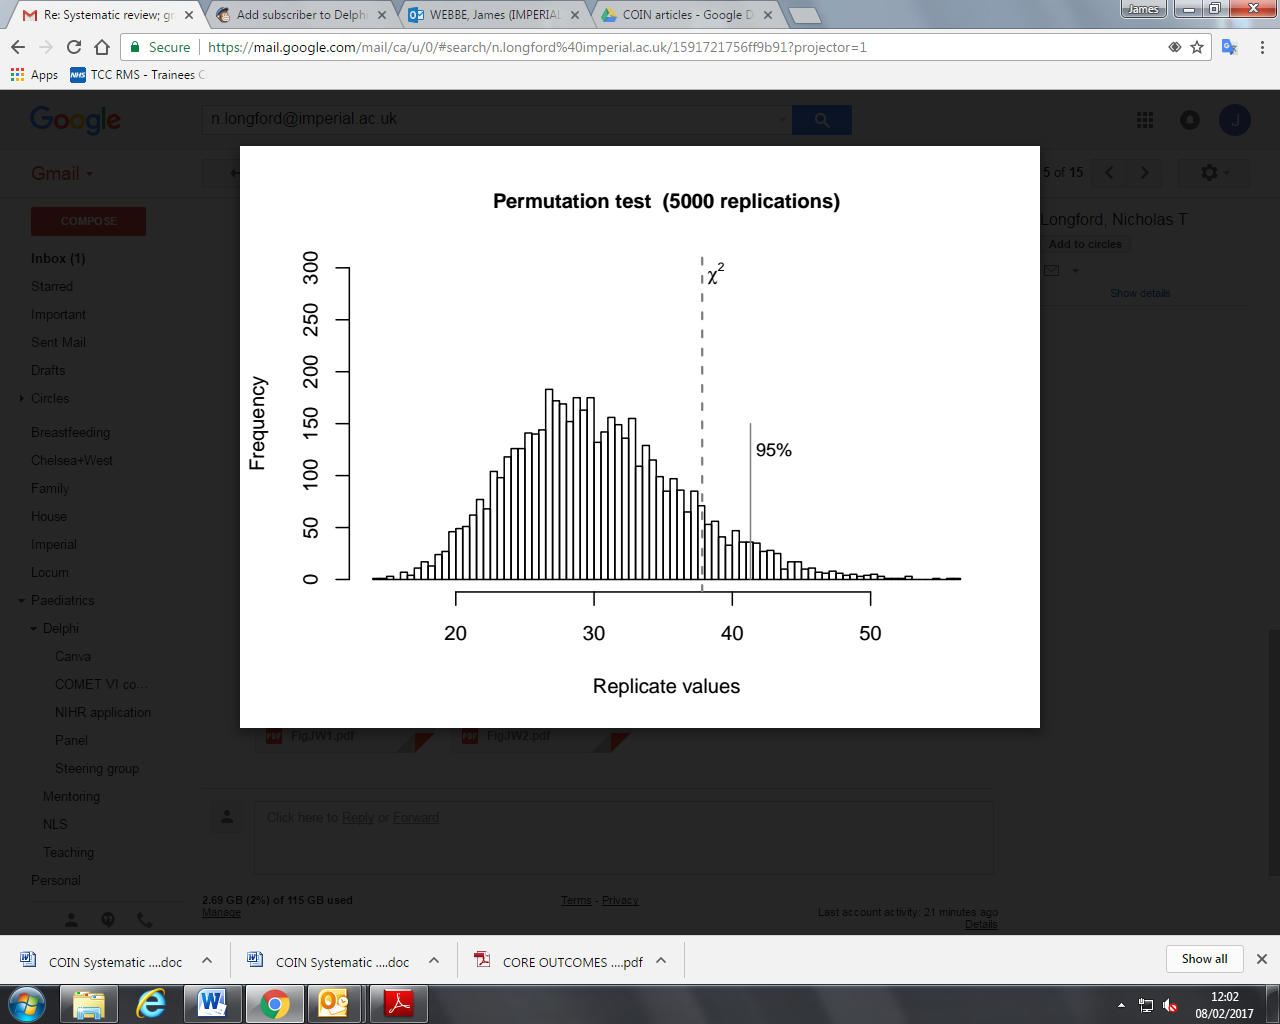 Re: Systematic review; gr
Add subscriber to Delph
WEBBE, James (IMPERIAL
COIN articles - Google D
James
Secure
https://mail.google.com/mail/ca/u/0/#search/n.longford%40imperial.ac.uk/1591721756ff9b91?projector=1
Apps
NHS
TCC RMS - Trainees C
Google
n.longford@imperial.ac.uk
J
Gmail
5 of 15
COMPOSE
Inbox (1)
Starred
Important
Sent Mail
Drafts
Circles
Breastfeeding
Chelsea+West
Family
House
Imperial
Locum
Paediatrics
Delphi
Canva
COMET VI co...
NIHR application
Panel
Steering group
Mentoring
NLS
Teaching
Personal
Longford, Nicholas T
Add to circles
Show details
Permutation test (5000 replications)
Frequency
300
250
200
150
100
50
0
χ²
95%
20 30 40 50
Replicate values
PDF FigJW1.pdf
PDF FigJW2.pdf
Click here to Reply or Forward
2.69 GB (2%) of 115 GB used
Manage
Terms - Privacy
Last account activity: 21 minutes ago
Details
COIN Systematic ....doc
COIN Systematic ....doc
CORE OUTCOMES ....pdf
Show all
12:02
08/02/2017